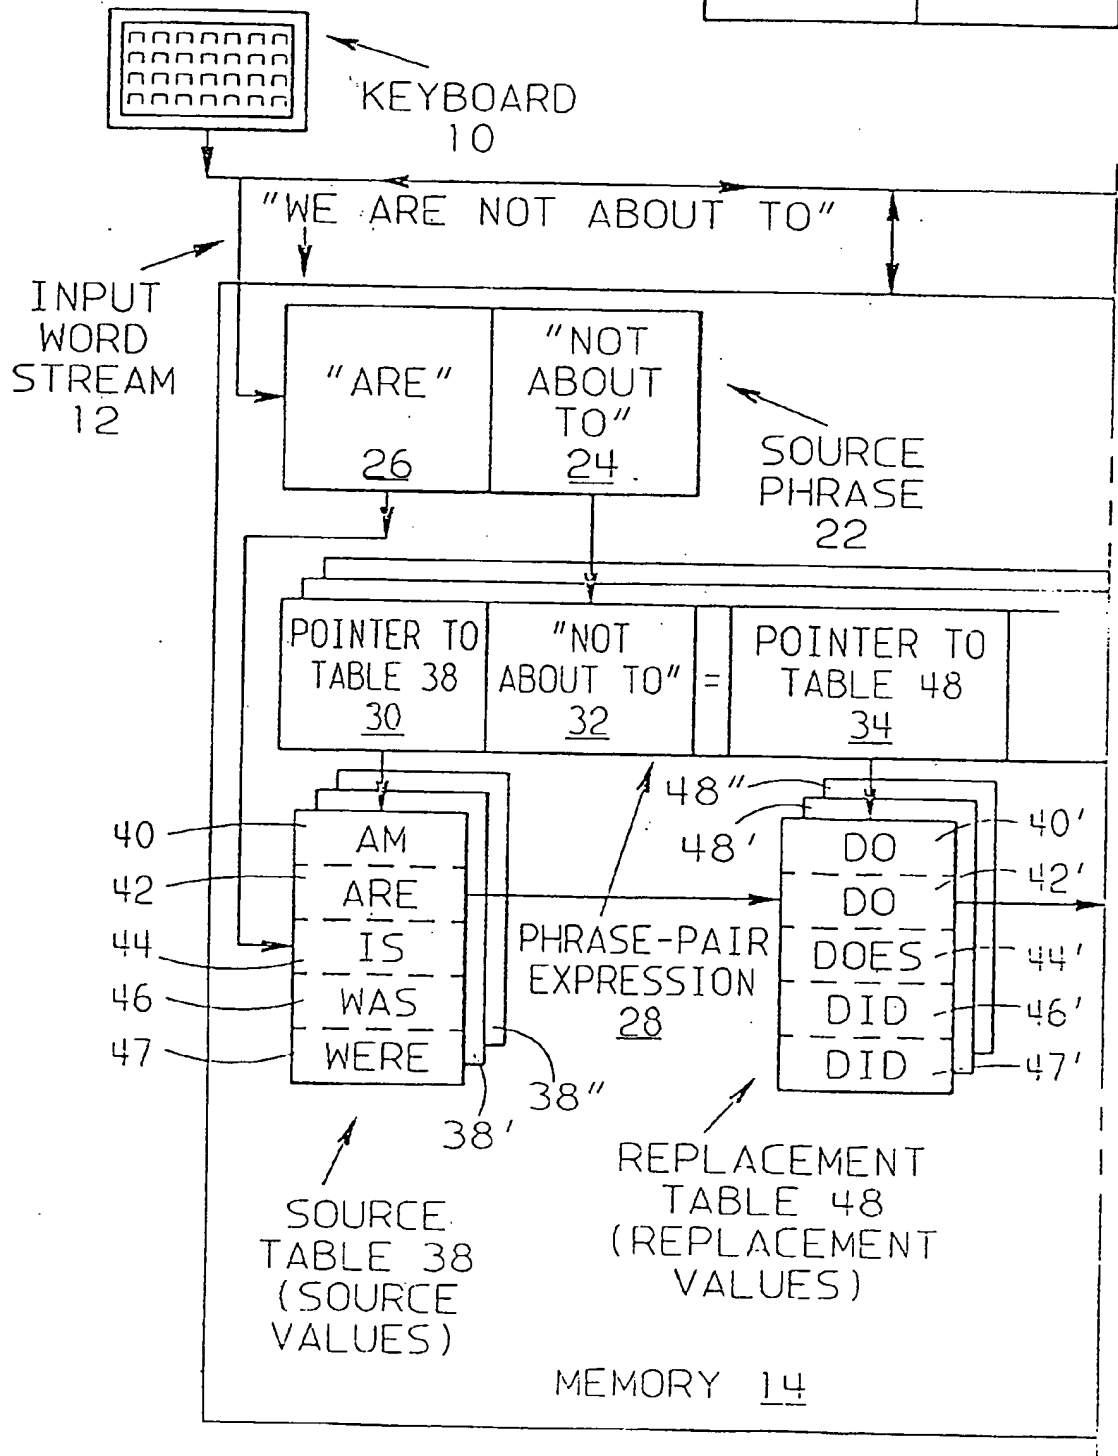 KEYBOARD
10
"WE ARE NOT ABOUT TO"
INPUT
WORD
STREAM
12
"ARE"
26
"NOT
ABOUT
TO"
24
SOURCE
PHRASE
22
POINTER TO
TABLE 38
30
"NOT
ABOUT TO"
32
=
POINTER TO
TABLE 48
34
40
42
44
46
47
AM
ARE
IS
WAS
WERE
38'
38"
PHRASE-PAIR
EXPRESSION
28
48"
48'
DO
DO
DOES
DID
DID
40'
42'
44'
46'
47'
SOURCE
TABLE 38
(SOURCE
VALUES)
REPLACEMENT
TABLE 48
(REPLACEMENT
VALUES)
MEMORY 14